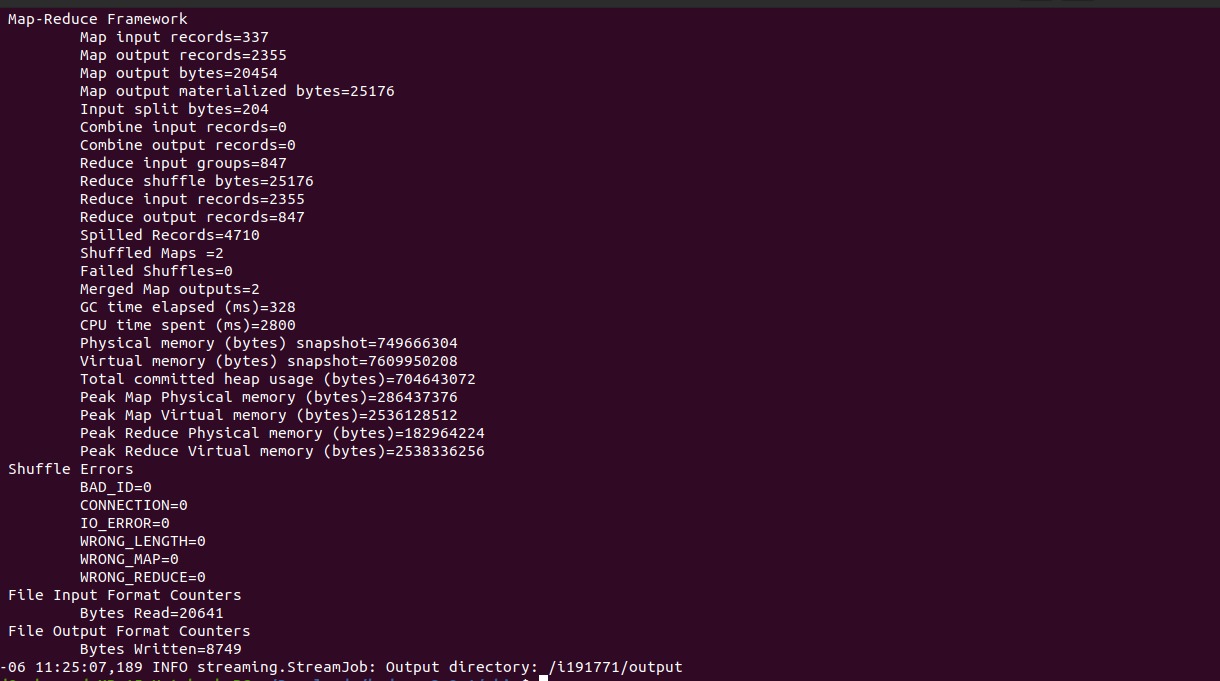 Map-Reduce Framework
Map input records=337
Map output records=2355
Map output bytes=20454
Map output materialized bytes=25176
Input split bytes=204
Combine input records=0
Combine output records=0
Reduce input groups=847
Reduce shuffle bytes=25176
Reduce input records=2355
Reduce output records=847
Spilled Records=4710
Shuffled Maps =2
Failed Shuffles=0
Merged Map outputs=2
GC time elapsed (ms)=328
CPU time spent (ms)=2800
Physical memory (bytes) snapshot=749666304
Virtual memory (bytes) snapshot=7609950208
Total committed heap usage (bytes)=704643072
Peak Map Physical memory (bytes)=286437376
Peak Map Virtual memory (bytes)=2536128512
Peak Reduce Physical memory (bytes)=182964224
Peak Reduce Virtual memory (bytes)=2538336256
Shuffle Errors
BAD_ID=0
CONNECTION=0
IO_ERROR=0
WRONG_LENGTH=0
WRONG_MAP=0
WRONG_REDUCE=0
File Input Format Counters
Bytes Read=20641
File Output Format Counters
Bytes Written=8749
-06 11:25:07,189 INFO streaming.StreamJob: Output directory: /i191771/output